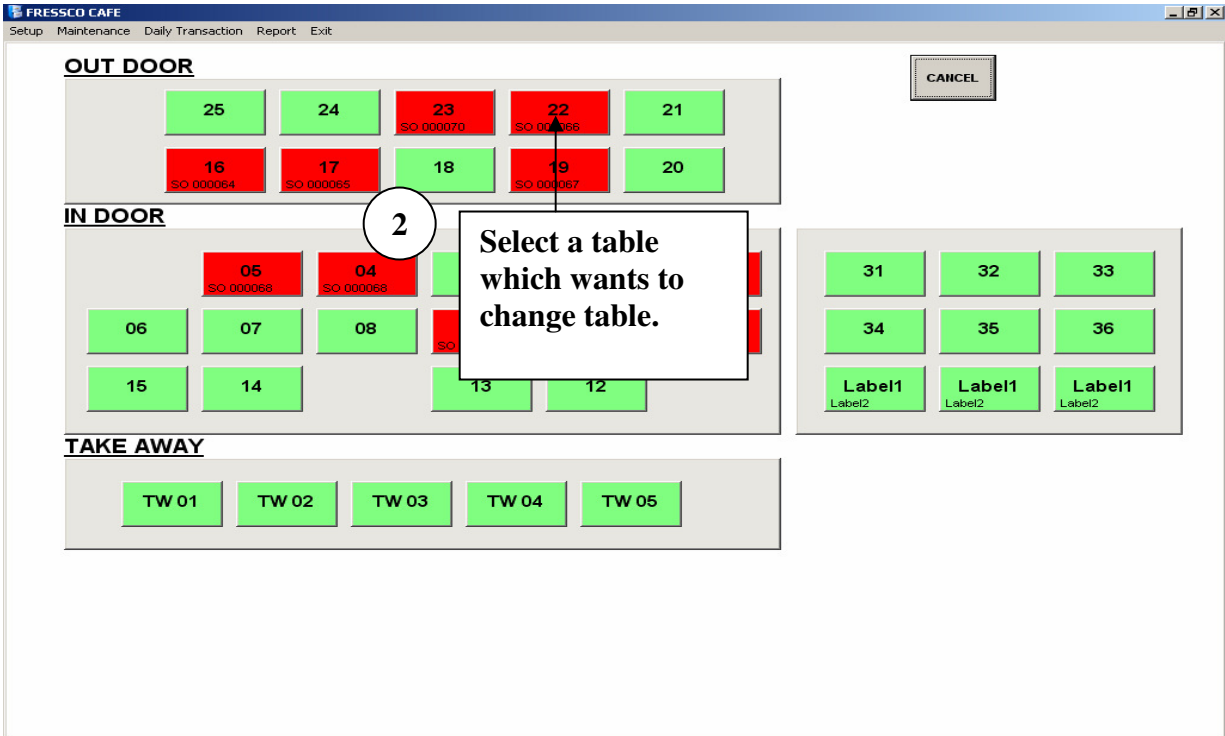 FRESSCO CAFE
Setup Maintenance Daily Transaction Report Exit
OUT DOOR
CANCEL
25 24 23 22 21
SO 000070
16 17 18 19 20
SO 000064 SO 000065 SO 000067
IN DOOR
2
Select a table
which wants to
change table.
05 04
SO 000068 SO 000068
31 32 33
06 07 08
SO
34 35 36
15 14 13 12
Label1 Label1 Label1
Label2 Label2 Label2
TAKE AWAY
TW 01 TW 02 TW 03 TW 04 TW 05